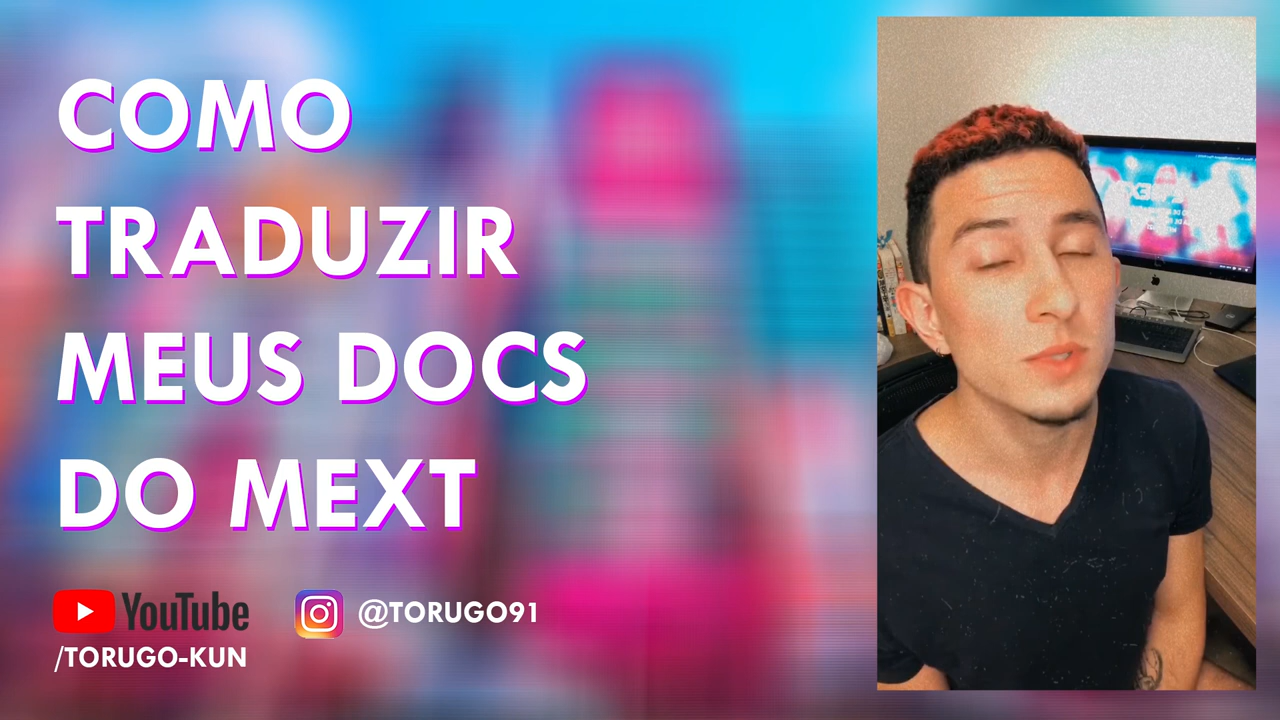 COMO
TRADUZIR
MEUS DOCS
DO MEXT
YouTube
@TORUGO91
/TORUGO-KUN